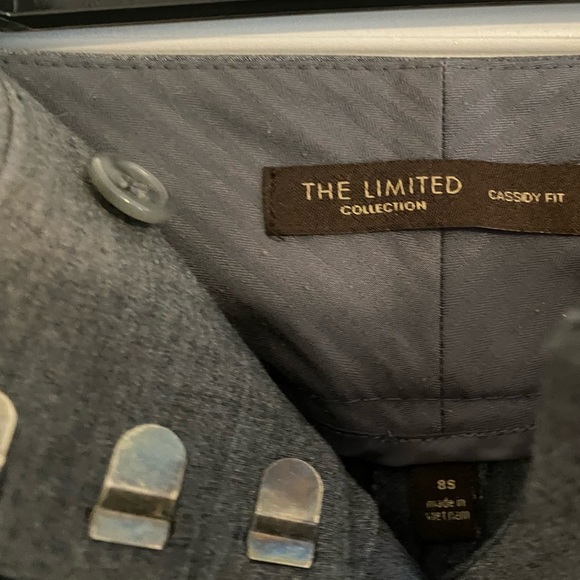 THE LIMITED
COLLECTION
CASSIDY FIT
8S
made in
vietnam